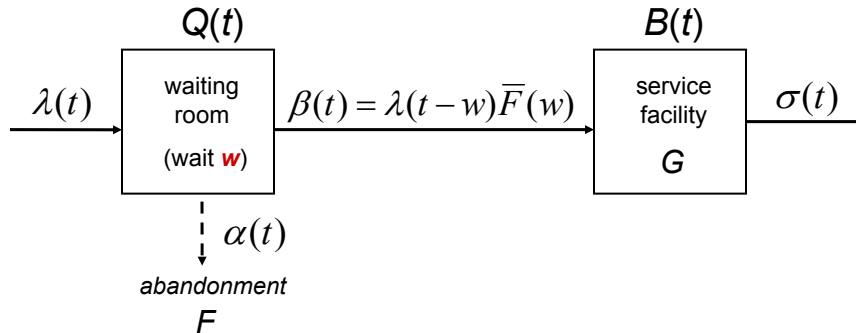 Q(t)
B(t)
λ(t)
waiting
room
(wait w)
β(t) = λ(t−w)F̅(w)
service
facility
G
σ(t)
α(t)
abandonment
F